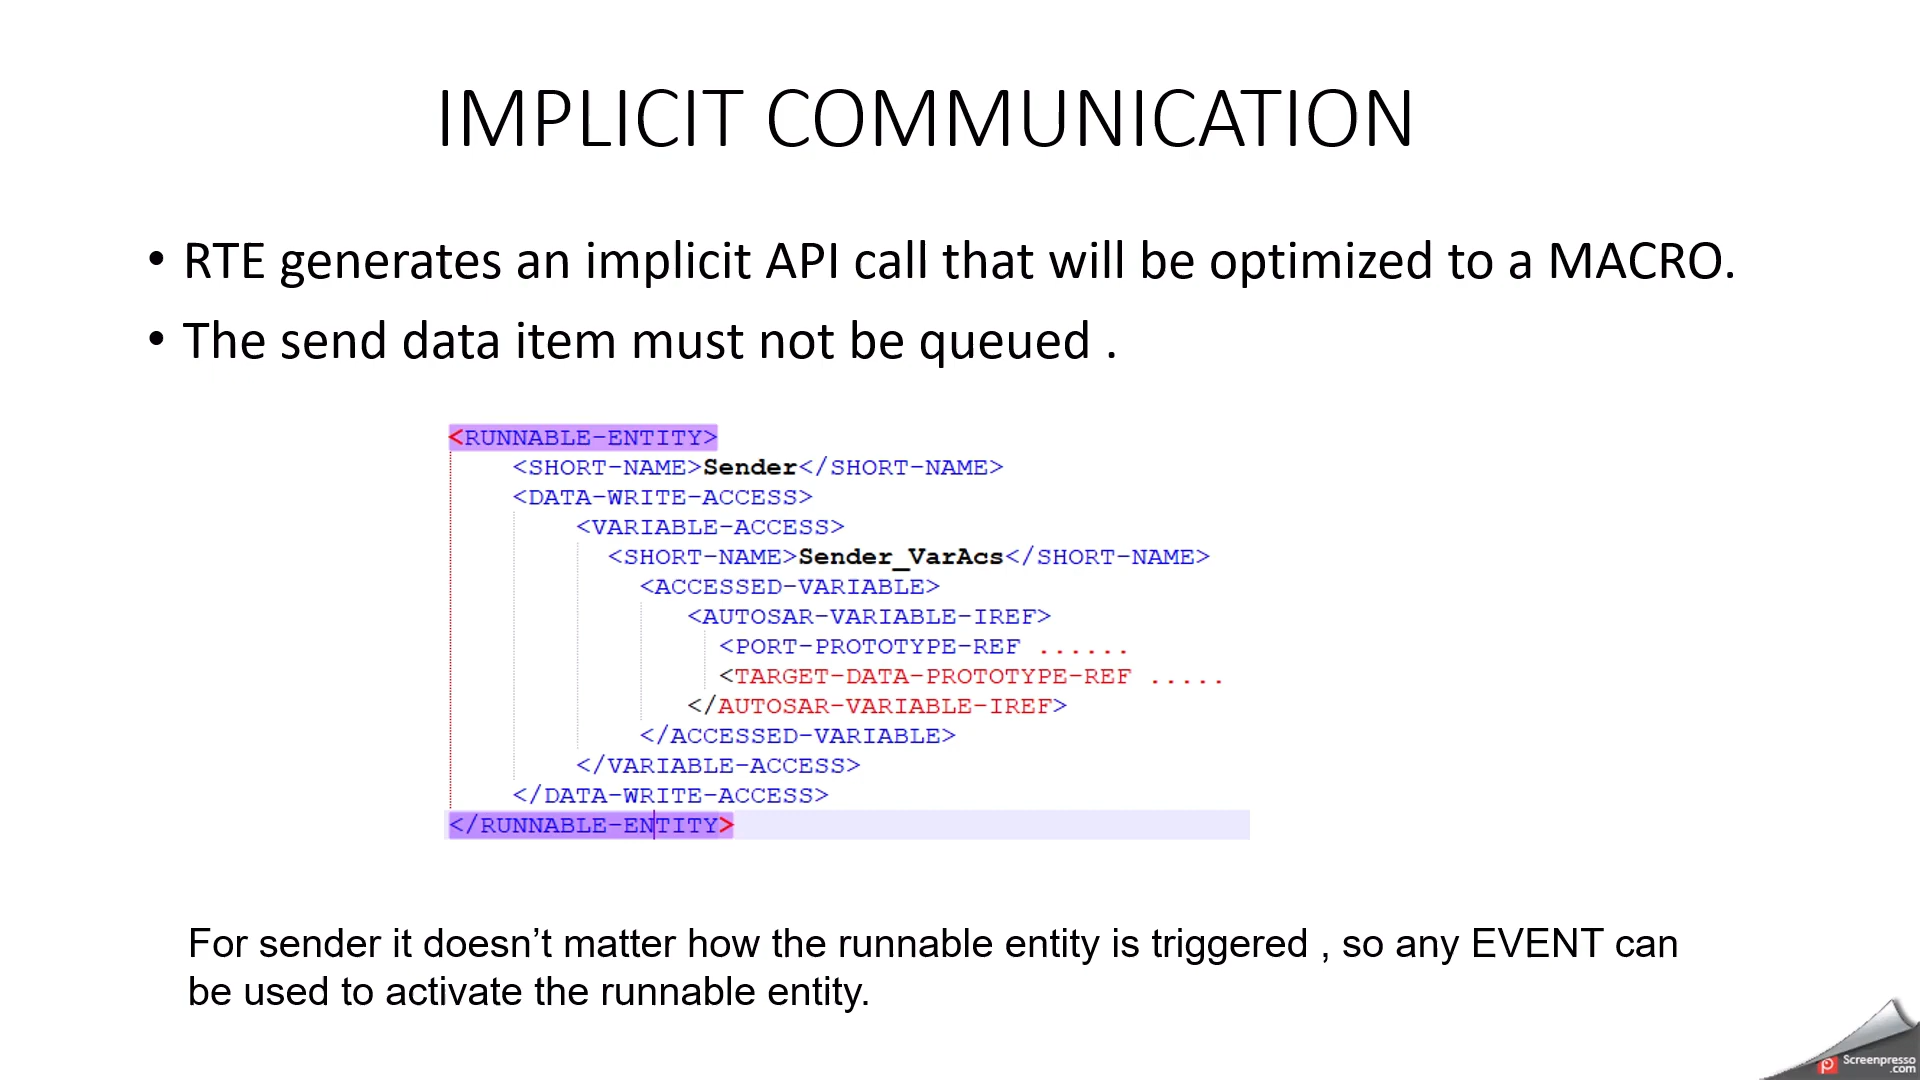 IMPLICIT COMMUNICATION
• RTE generates an implicit API call that will be optimized to a MACRO.
• The send data item must not be queued .
<RUNNABLE-ENTITY>
<SHORT-NAME>Sender</SHORT-NAME>
<DATA-WRITE-ACCESS>
<VARIABLE-ACCESS>
<SHORT-NAME>Sender_VarAcs</SHORT-NAME>
<ACCESSED-VARIABLE>
<AUTOSAR-VARIABLE-IREF>
<PORT-PROTOTYPE-REF ......
<TARGET-DATA-PROTOTYPE-REF .....
</AUTOSAR-VARIABLE-IREF>
</ACCESSED-VARIABLE>
</VARIABLE-ACCESS>
</DATA-WRITE-ACCESS>
</RUNNABLE-ENTITY>
For sender it doesn’t matter how the runnable entity is triggered , so any EVENT can
be used to activate the runnable entity.
Screenpresso
.com